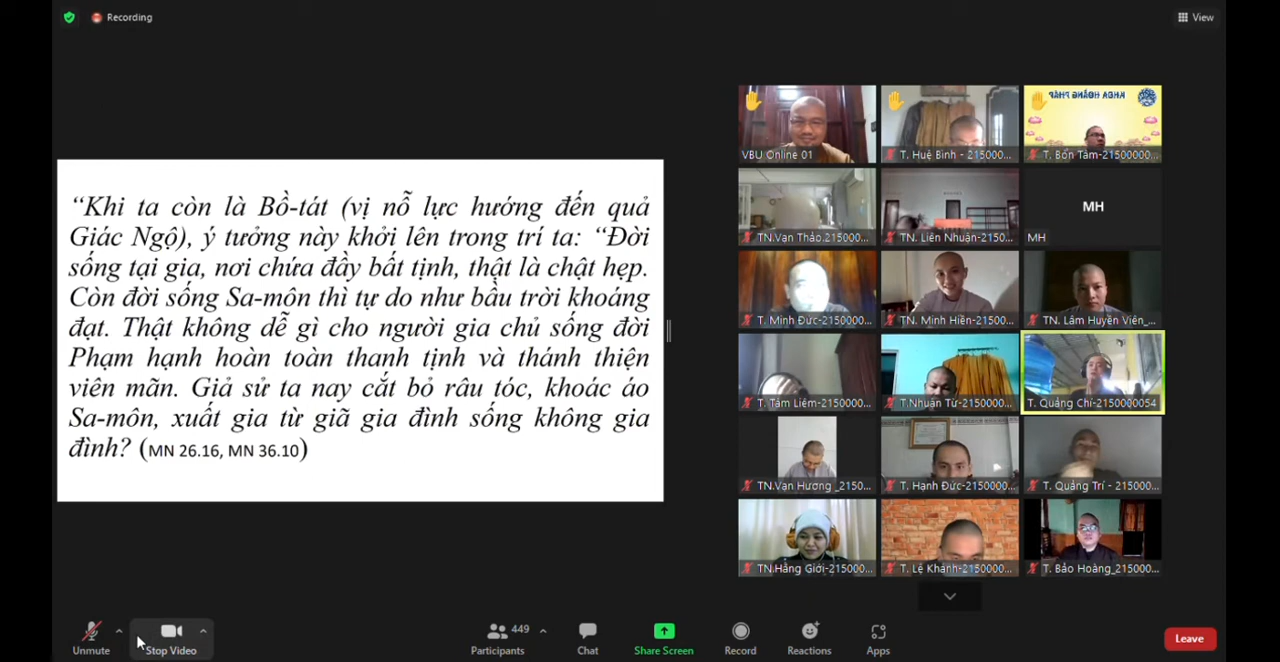 Recording
View
“Khi ta còn là Bồ-tát (vị nỗ lực hướng đến quả
Giác Ngộ), ý tưởng này khởi lên trong trí ta: “Đời
sống tại gia, nơi chứa đầy bất tịnh, thật là chật hẹp.
Còn đời sống Sa-môn thì tự do như bầu trời khoáng
đạt. Thật không dễ gì cho người gia chủ sống đời
Phạm hạnh hoàn toàn thanh tịnh và thánh thiện
viên mãn. Giả sử ta nay cắt bỏ râu tóc, khoác áo
Sa-môn, xuất gia từ giã gia đình sống không gia
đình? (MN 26.16, MN 36.10)
KHOA HOẰNG PHÁP
VBU Online 01
T. Huệ Bình - 215000...
T. Bổn Tâm-21500000...
TN.Vạn Thảo.215000...
TN. Liên Nhuận-2150...
MH
MH
T. Minh Đức-2150000...
TN. Minh Hiền-21500...
TN. Lâm Huyền Viên_...
T. Tâm Liêm-2150000...
T.Nhuận Từ-2150000...
T. Quảng Chí-2150000054
TN.Vạn Hương _2150...
T. Hạnh Đức-2150000...
T. Quảng Trí - 215000...
TN.Hằng Giới-215000...
T. Lệ Khánh-2150000...
T. Bảo Hoàng_215000...
Unmute
Stop Video
449
Participants
Chat
Share Screen
Record
Reactions
Apps
Leave